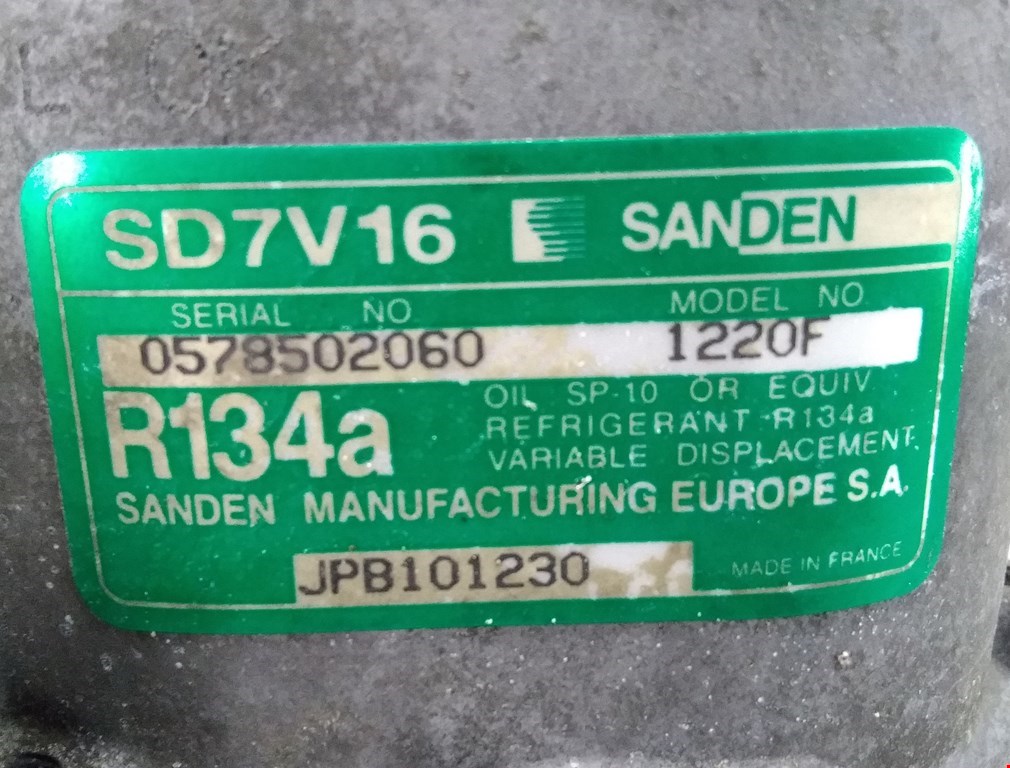 SD7V16 SANDEN
SERIAL NO MODEL NO.
0578502060 1220F
R134a
OIL SP-10 OR EQUIV.
REFRIGERANT R134a
VARIABLE DISPLACEMENT.
SANDEN MANUFACTURING EUROPE S.A.
JPB101230
MADE IN FRANCE